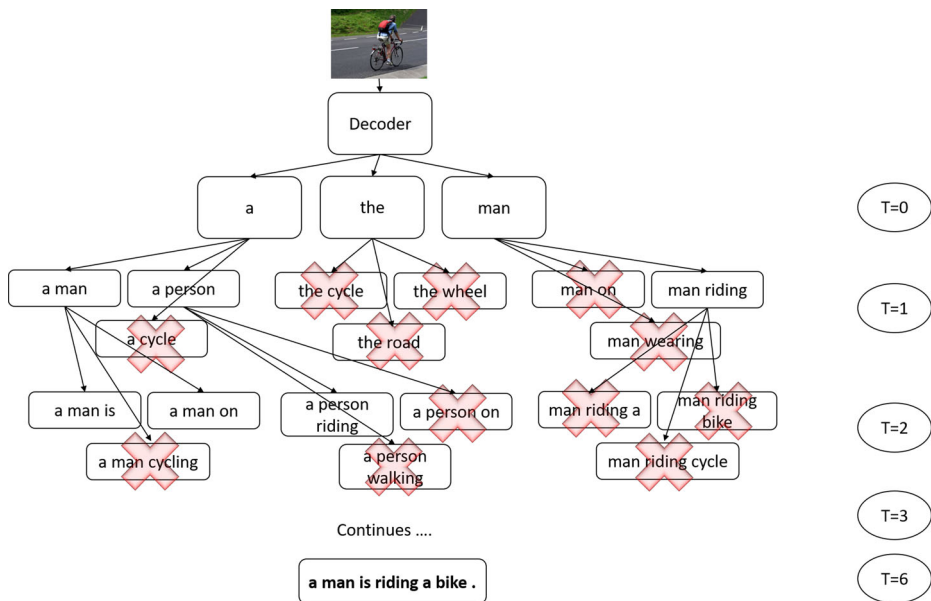 Decoder
a
the
man
T=0
a man
a person
the cycle
the wheel
man on
man riding
T=1
a cycle
the road
man wearing
a man is
a man on
a person
riding
a person on
man riding a
man riding
bike
T=2
a man cycling
a person
walking
man riding cycle
Continues ....
T=3
a man is riding a bike .
T=6